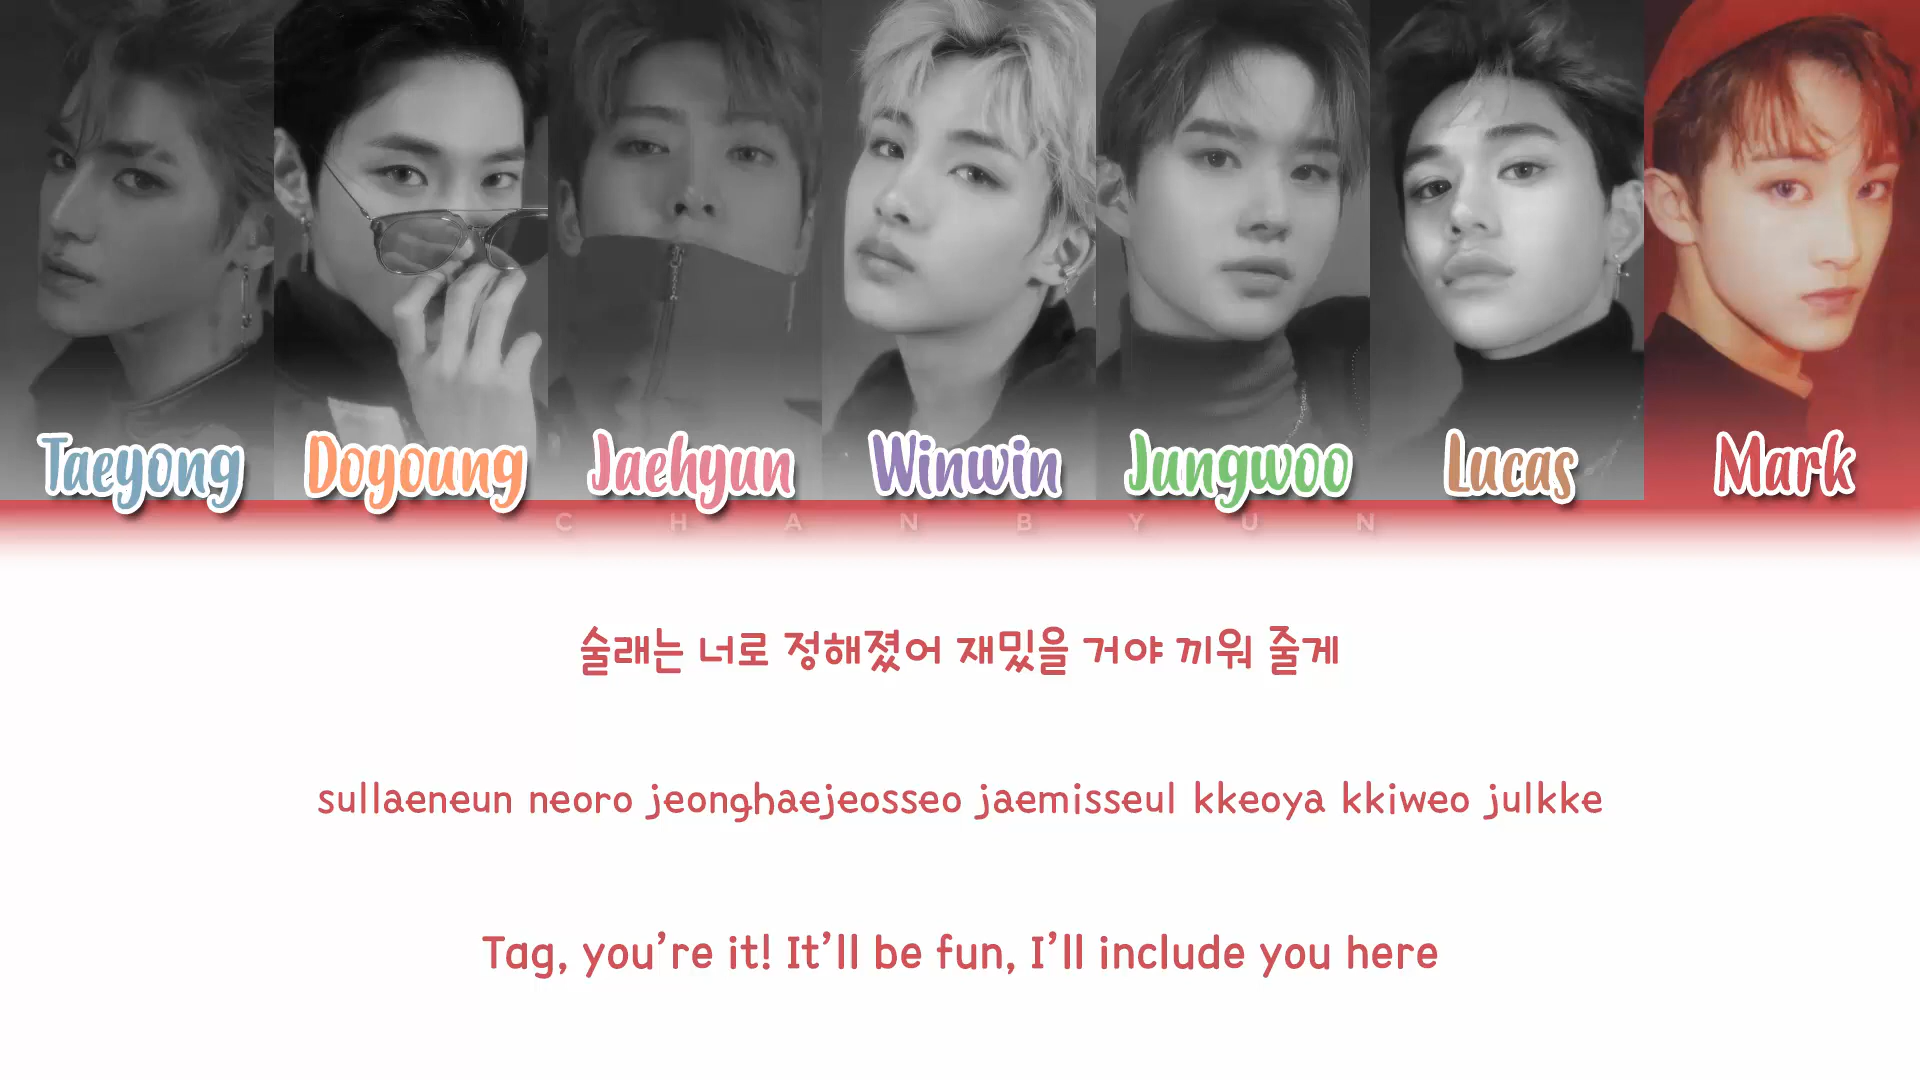 Taeyong Doyoung Jaehyun Winwin Jungwoo Lucas Mark
CHANBYUN
술래는 너로 정해졌어 재밌을 거야 끼워 줄게
sullaeneun neoro jeonghaejeosseo jaemisseul kkeoya kkiweo julkke
Tag, you're it! It'll be fun, I'll include you here